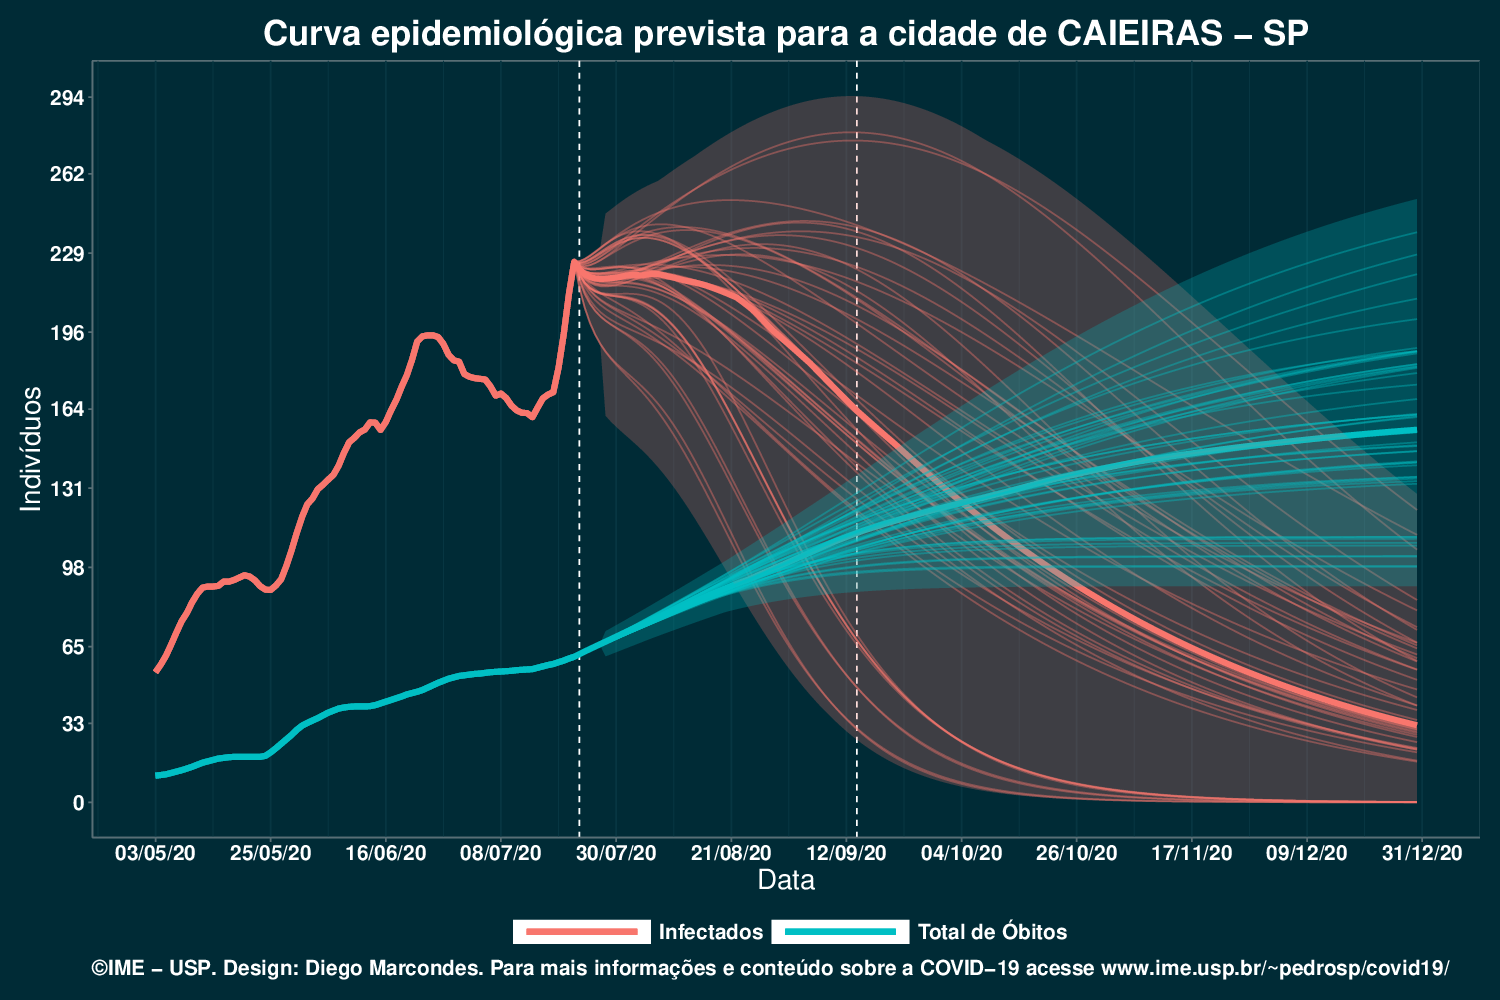 Curva epidemiológica prevista para a cidade de CAIEIRAS – SP
294
262
229
196
164
131
98
65
33
0
Indivíduos
03/05/20 25/05/20 16/06/20 08/07/20 30/07/20 21/08/20 12/09/20 04/10/20 26/10/20 17/11/20 09/12/20 31/12/20
Data
Infectados Total de Óbitos
©IME – USP. Design: Diego Marcondes. Para mais informações e conteúdo sobre a COVID–19 acesse www.ime.usp.br/~pedrosp/covid19/